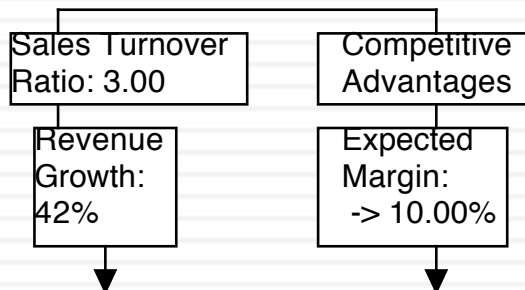 Sales Turnover
Ratio: 3.00
Competitive
Advantages
Revenue
Growth:
42%
Expected
Margin:
-> 10.00%